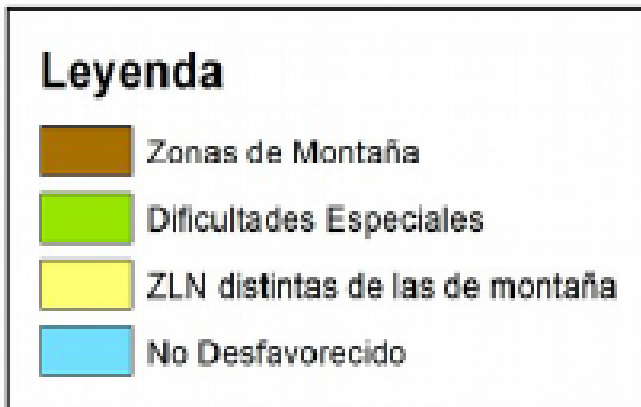 Leyenda
Zonas de Montaña
Dificultades Especiales
ZLN distintas de las de montaña
No Desfavorecido